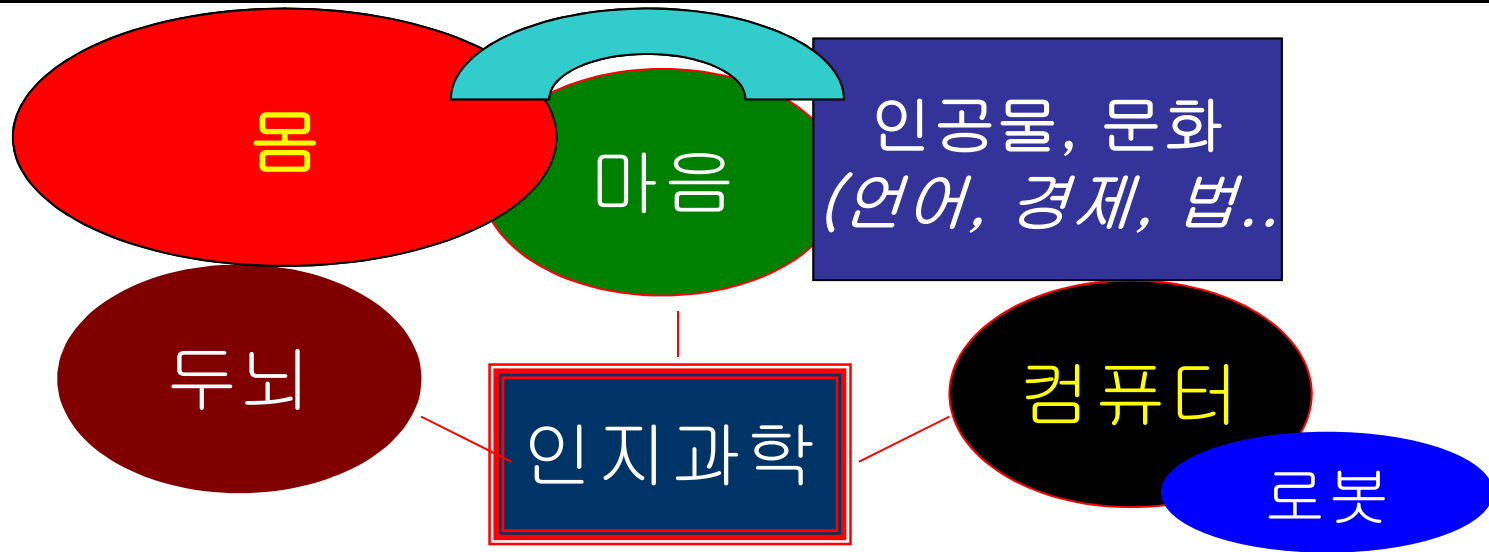 몸
마음
인공물, 문화
(언어, 경제, 법..
두뇌
인지과학
컴퓨터
로봇